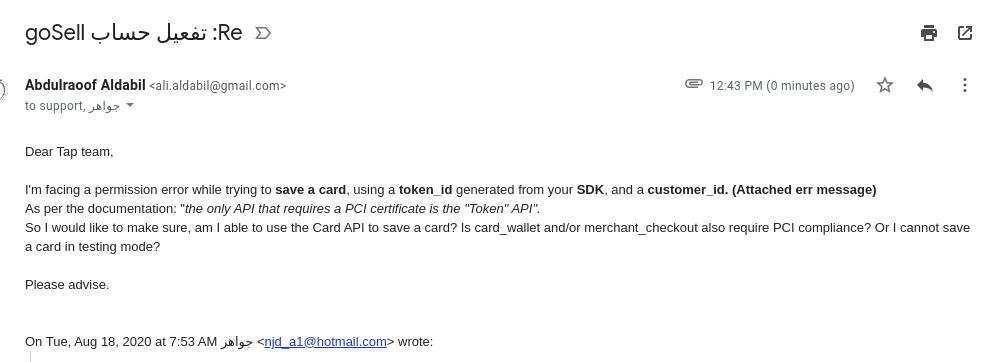 Re: تفعيل حساب goSell
Abdulraoof Aldabil <ali.aldabil@gmail.com>
12:43 PM (0 minutes ago)
to support, جواهر
Dear Tap team,
I'm facing a permission error while trying to save a card, using a token_id generated from your SDK, and a customer_id. (Attached err message)
As per the documentation: "the only API that requires a PCI certificate is the "Token" API".
So I would like to make sure, am I able to use the Card API to save a card? Is card_wallet and/or merchant_checkout also require PCI compliance? Or I cannot save
a card in testing mode?
Please advise.
On Tue, Aug 18, 2020 at 7:53 AM جواهر <njd_a1@hotmail.com> wrote: